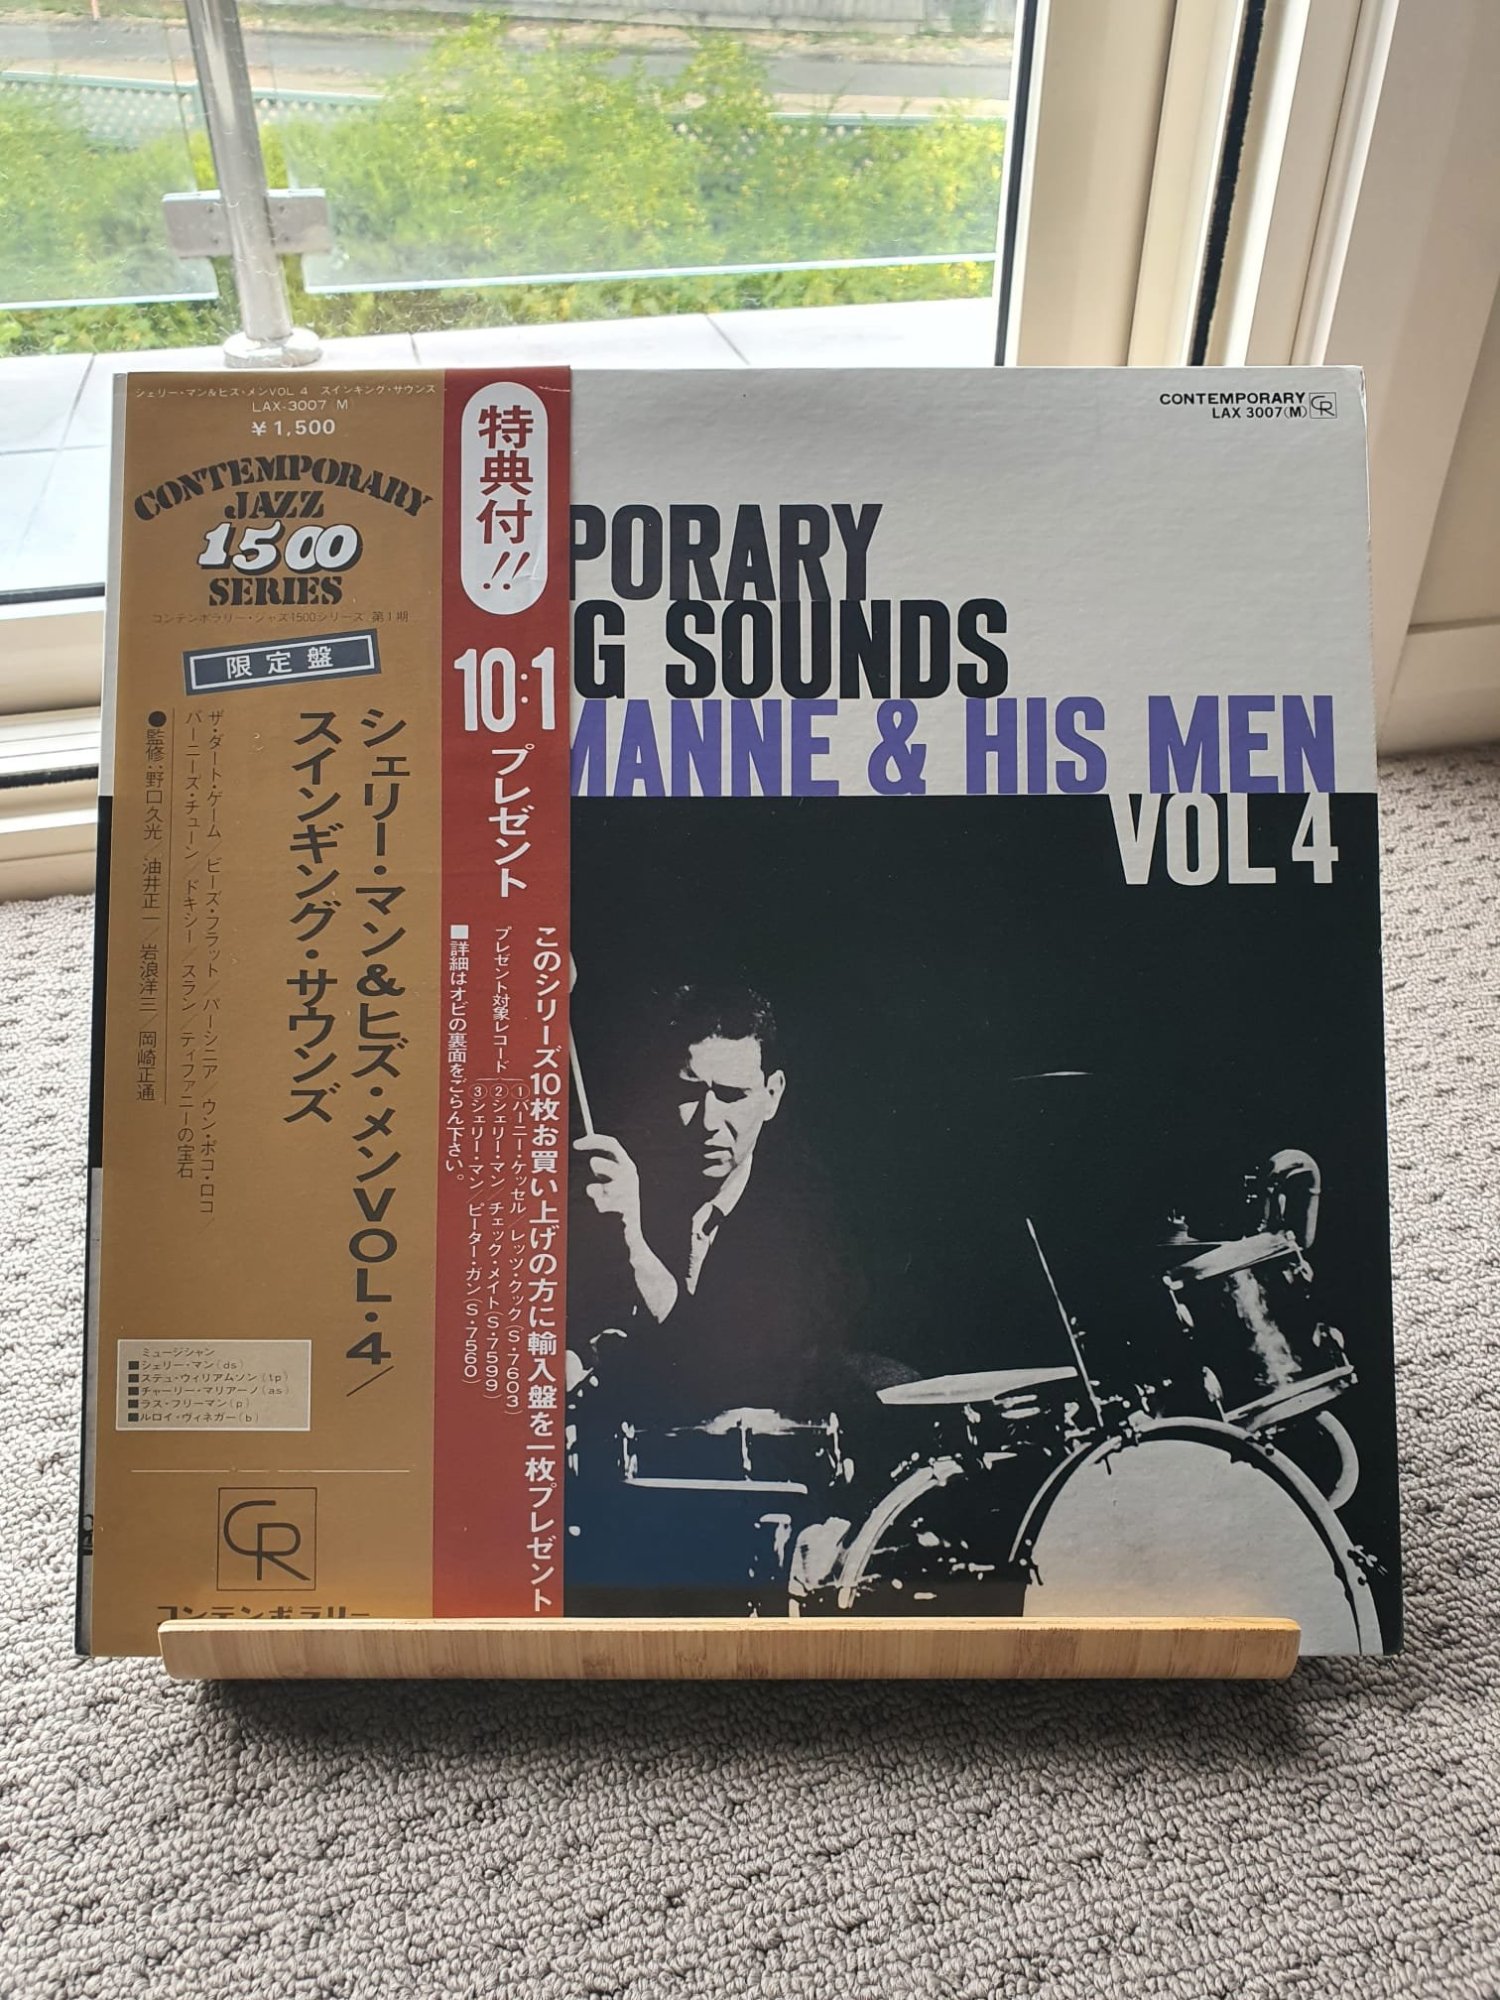 シェリー・マン&ヒズ・メンVOL 4 スインキング・サウンス
LAX-3007(M)
¥1,500
CONTEMPORARY
JAZZ
1500
SERIES
コンテンポラリー・ジャズ1500シリーズ 第1期
限定盤
シェリー・マン&ヒズ・メンVOL・4/
スインギング・サウンズ
ザ・ダート・ゲーム/ビーズ・フラット/パーシニア/ウン・ポコ・ロコ/
バーニーズ・チューン/ドキシー/スラン/ティファニーの宝石
●監修:野口久光/油井正一/岩浪洋三/岡崎正通
ミュージシャン
■シェリー・マン(ds)
■ステュ・ウィリアムソン(tp)
■チャーリー・マリアーノ(as)
■ラス・フリーマン(p)
■ルロイ・ヴィネガー(b)
CR
コンテンポラリー
特典付!!
10:1
プレゼント
このシリーズ10枚お買い上げの方に輸入盤を一枚プレゼント
プレゼント対象レコード
①バーニー・ケッセル/レッツ・クック(S・7603)
②シェリー・マン/チェック・メイト(S・7599)
③シェリー・マン/ピーター・ガン(S・7560)
■詳細はオビの裏面をごらん下さい。
CONTEMPORARY
LAX 3007(M)
CR
PORARY
G SOUNDS
MANNE & HIS MEN
VOL 4